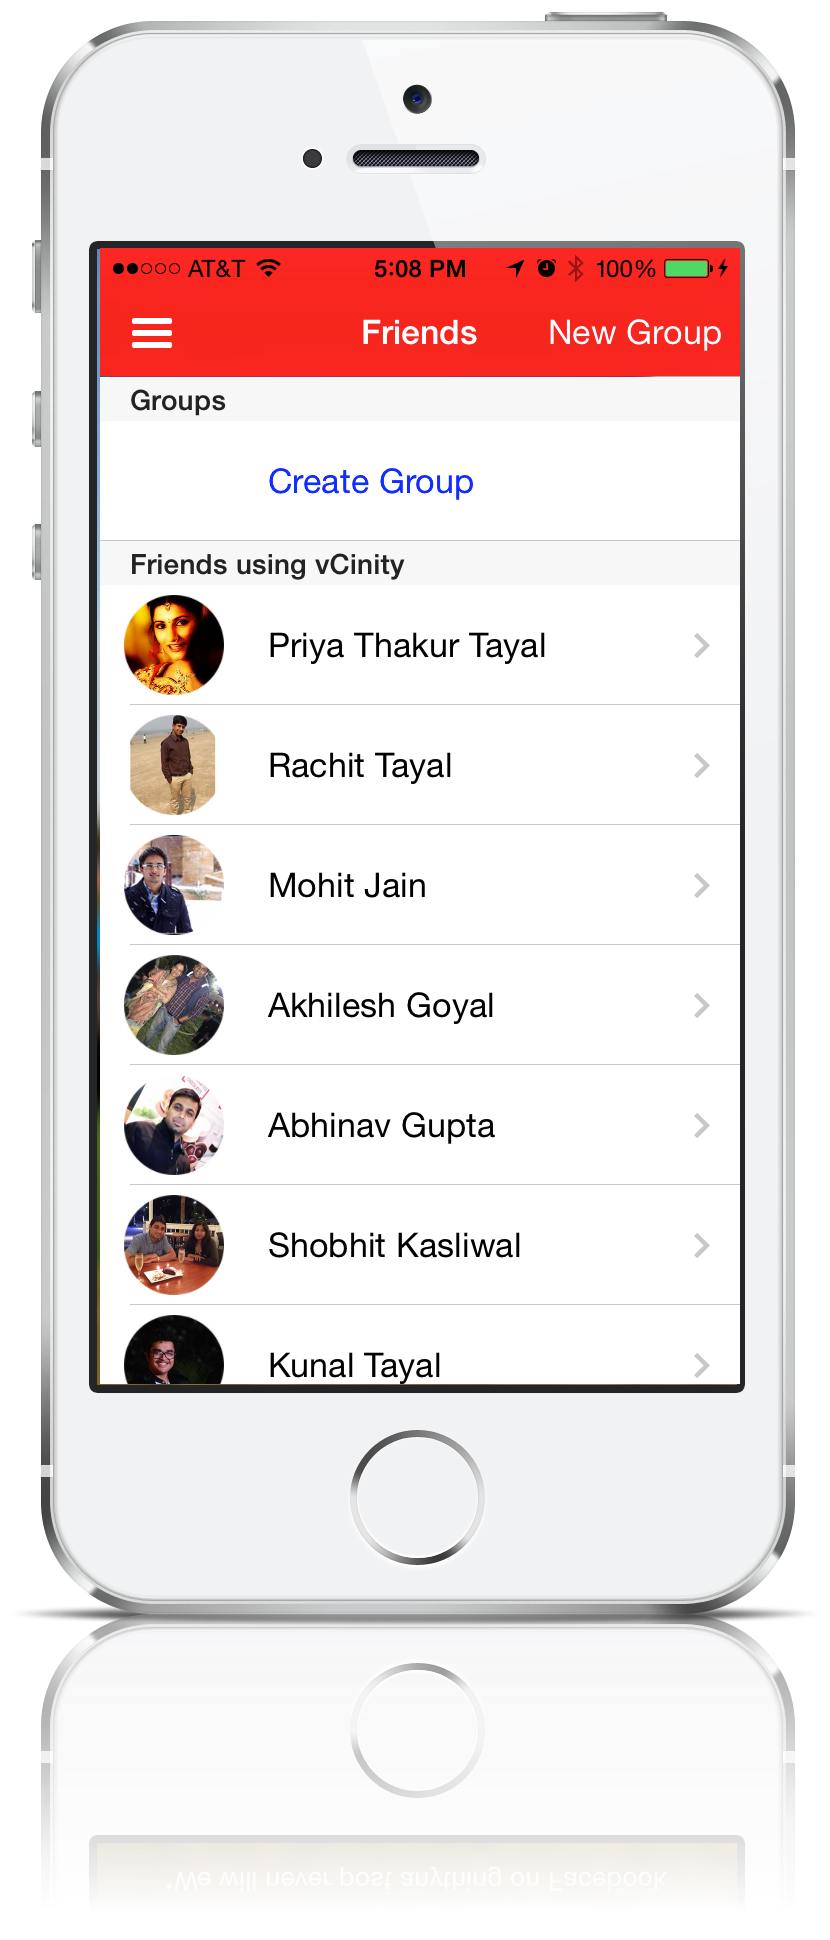 AT&T 5:08 PM 100%
Friends New Group
Groups
Create Group
Friends using vCinity
Priya Thakur Tayal
Rachit Tayal
Mohit Jain
Akhilesh Goyal
Abhinav Gupta
Shobhit Kasliwal
Kunal Tayal
*We will never post anything on Facebook